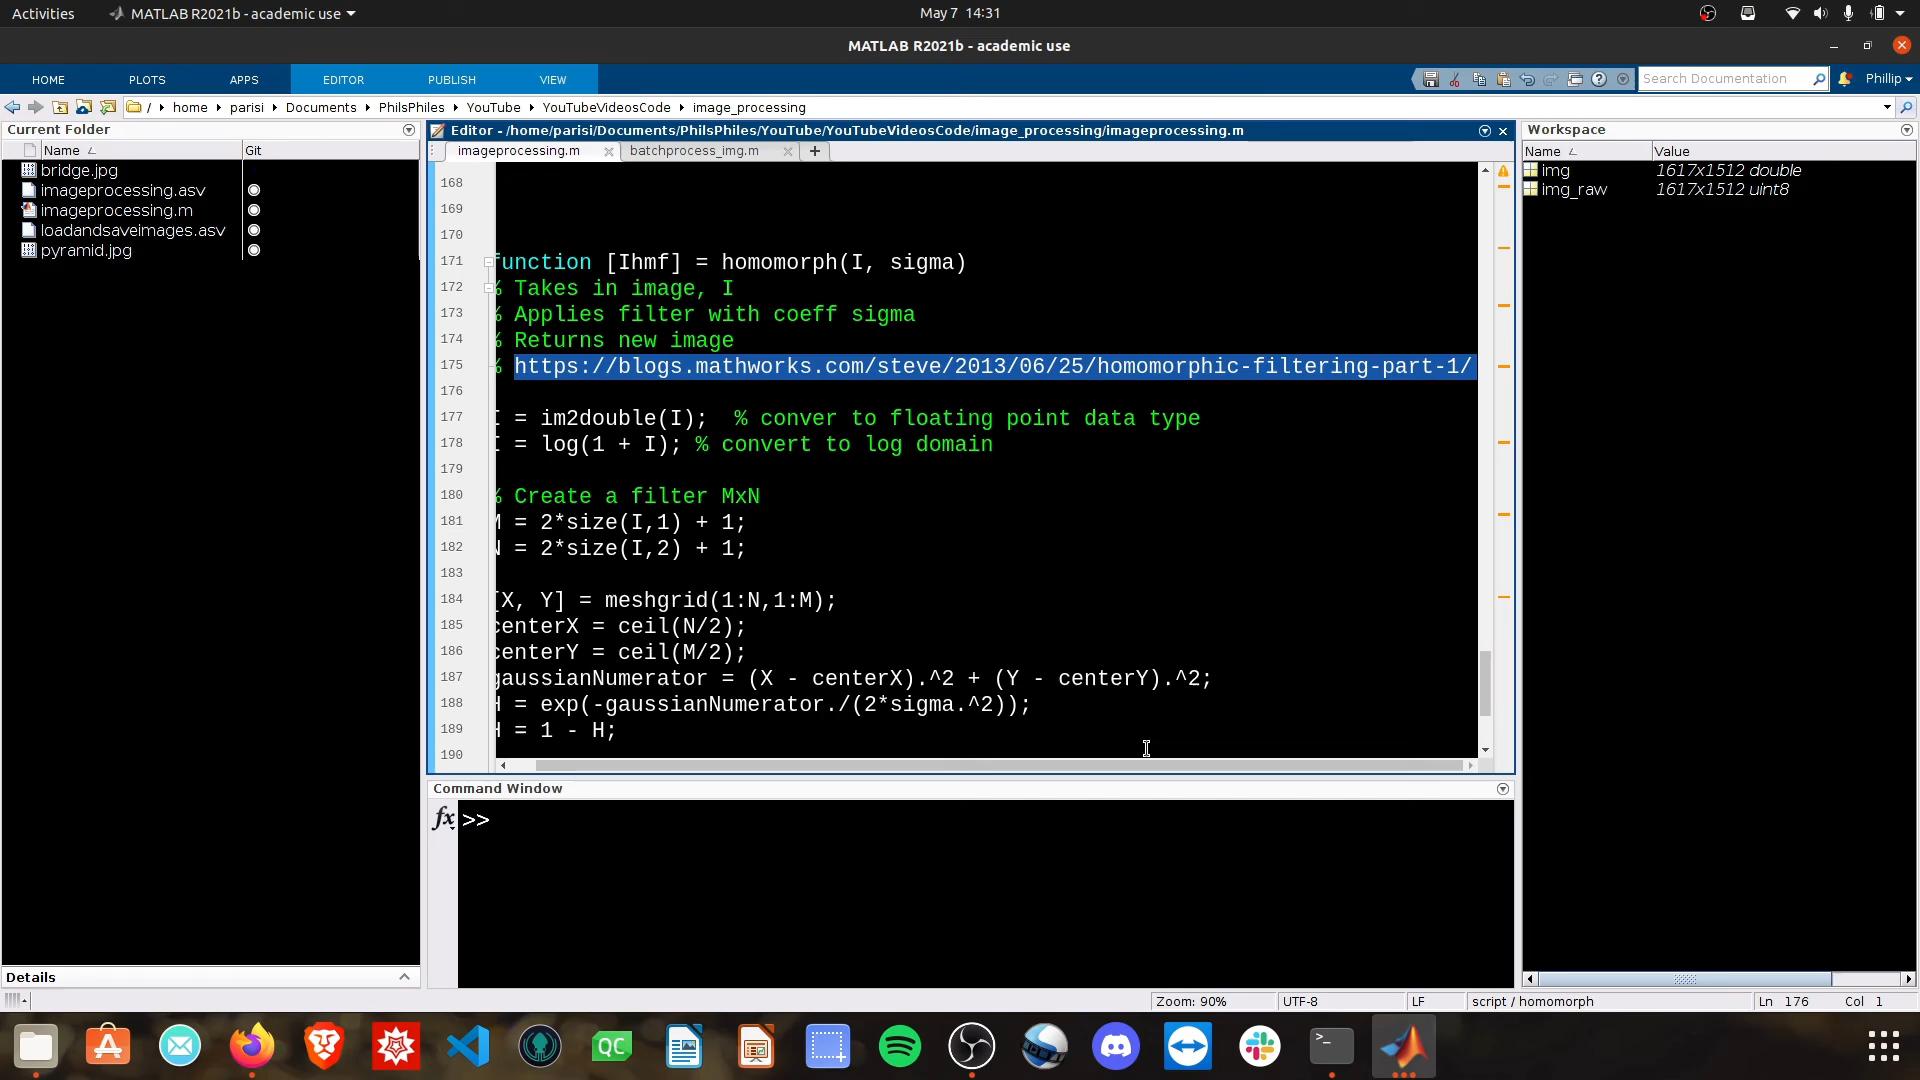 Activities
MATLAB R2021b - academic use
May 7 14:31
MATLAB R2021b - academic use
HOME
PLOTS
APPS
EDITOR
PUBLISH
VIEW
Search Documentation
Phillip
/ home parisi Documents PhilsPhiles YouTube YouTubeVideosCode image_processing
Current Folder
Name
Git
bridge.jpg
imageprocessing.asv
imageprocessing.m
loadandsaveimages.asv
pyramid.jpg
Details
Editor - /home/parisi/Documents/PhilsPhiles/YouTube/YouTubeVideosCode/image_processing/imageprocessing.m
imageprocessing.m
batchprocess_img.m
168
169
170
171 function [Ihmf] = homomorph(I, sigma)
172 % Takes in image, I
173 % Applies filter with coeff sigma
174 % Returns new image
175 % https://blogs.mathworks.com/steve/2013/06/25/homomorphic-filtering-part-1/
176
177 I = im2double(I);  % conver to floating point data type
178 I = log(1 + I); % convert to log domain
179
180 % Create a filter MxN
181 M = 2*size(I,1) + 1;
182 N = 2*size(I,2) + 1;
183
184 [X, Y] = meshgrid(1:N,1:M);
185 centerX = ceil(N/2);
186 centerY = ceil(M/2);
187 gaussianNumerator = (X - centerX).^2 + (Y - centerY).^2;
188 H = exp(-gaussianNumerator./(2*sigma.^2));
189 H = 1 - H;
190
Command Window
fx >>
Workspace
Name
Value
img 1617x1512 double
img_raw 1617x1512 uint8
Zoom: 90%
UTF-8
LF
script / homomorph
Ln 176
Col 1
QC
>_